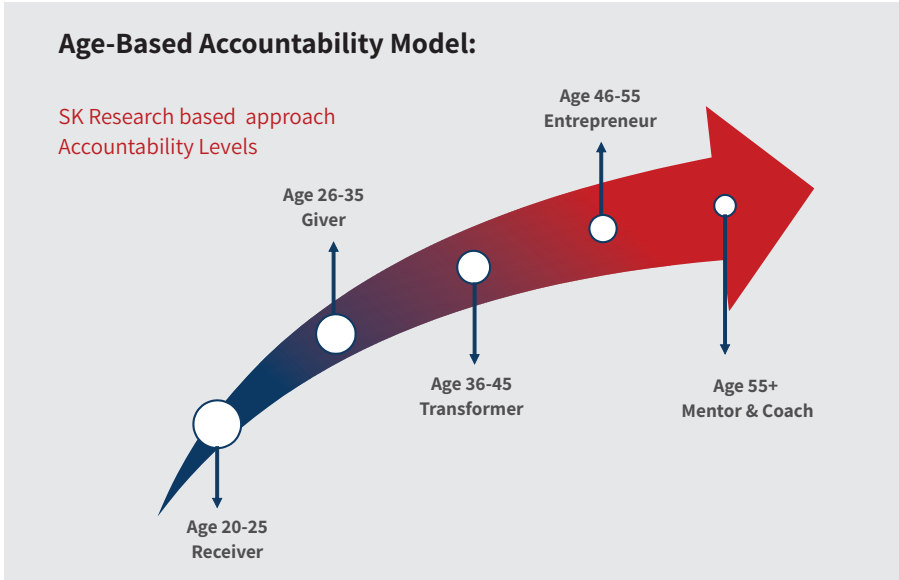 Age-Based Accountability Model:
SK Research based approach
Accountability Levels
Age 46-55
Entrepreneur
Age 26-35
Giver
Age 36-45
Transformer
Age 55+
Mentor & Coach
Age 20-25
Receiver